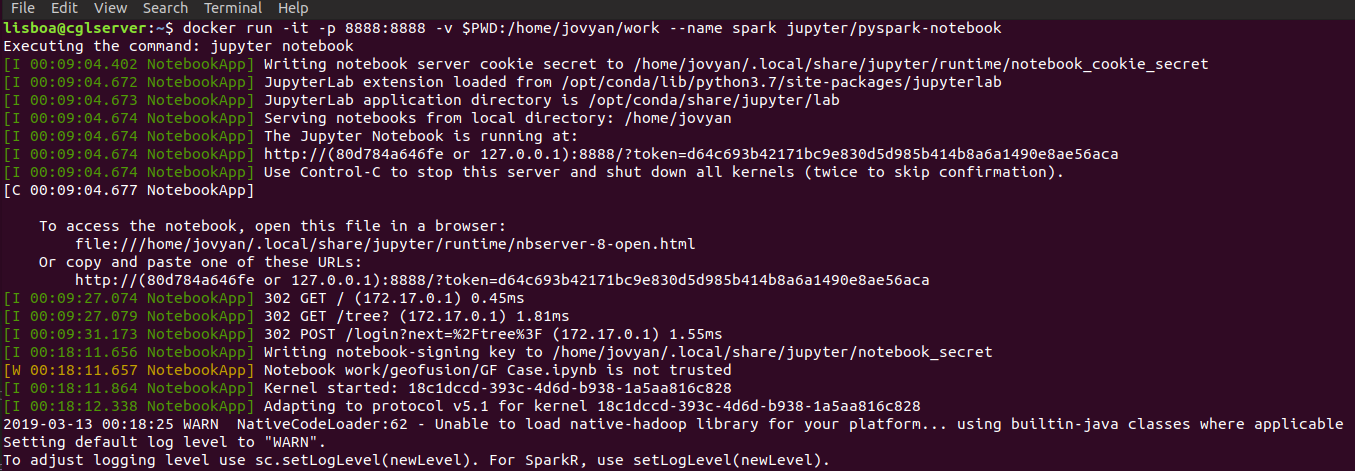 File Edit View Search Terminal Help
lisboa@cglserver:~$ docker run -it -p 8888:8888 -v $PWD:/home/jovyan/work --name spark jupyter/pyspark-notebook
Executing the command: jupyter notebook
[I 00:09:04.402 NotebookApp] Writing notebook server cookie secret to /home/jovyan/.local/share/jupyter/runtime/notebook_cookie_secret
[I 00:09:04.672 NotebookApp] JupyterLab extension loaded from /opt/conda/lib/python3.7/site-packages/jupyterlab
[I 00:09:04.673 NotebookApp] JupyterLab application directory is /opt/conda/share/jupyter/lab
[I 00:09:04.674 NotebookApp] Serving notebooks from local directory: /home/jovyan
[I 00:09:04.674 NotebookApp] The Jupyter Notebook is running at:
[I 00:09:04.674 NotebookApp] http://(80d784a646fe or 127.0.0.1):8888/?token=d64c693b42171bc9e830d5d985b414b8a6a1490e8ae56aca
[I 00:09:04.674 NotebookApp] Use Control-C to stop this server and shut down all kernels (twice to skip confirmation).
[C 00:09:04.677 NotebookApp]
    To access the notebook, open this file in a browser:
        file:///home/jovyan/.local/share/jupyter/runtime/nbserver-8-open.html
    Or copy and paste one of these URLs:
        http://(80d784a646fe or 127.0.0.1):8888/?token=d64c693b42171bc9e830d5d985b414b8a6a1490e8ae56aca
[I 00:09:27.074 NotebookApp] 302 GET / (172.17.0.1) 0.45ms
[I 00:09:27.079 NotebookApp] 302 GET /tree? (172.17.0.1) 1.81ms
[I 00:09:31.173 NotebookApp] 302 POST /login?next=%2Ftree%3F (172.17.0.1) 1.55ms
[I 00:18:11.656 NotebookApp] Writing notebook-signing key to /home/jovyan/.local/share/jupyter/notebook_secret
[W 00:18:11.657 NotebookApp] Notebook work/geofusion/GF Case.ipynb is not trusted
[I 00:18:11.864 NotebookApp] Kernel started: 18c1dccd-393c-4d6d-b938-1a5aa816c828
[I 00:18:12.338 NotebookApp] Adapting to protocol v5.1 for kernel 18c1dccd-393c-4d6d-b938-1a5aa816c828
2019-03-13 00:18:25 WARN  NativeCodeLoader:62 - Unable to load native-hadoop library for your platform... using builtin-java classes where applicable
Setting default log level to "WARN".
To adjust logging level use sc.setLogLevel(newLevel). For SparkR, use setLogLevel(newLevel).